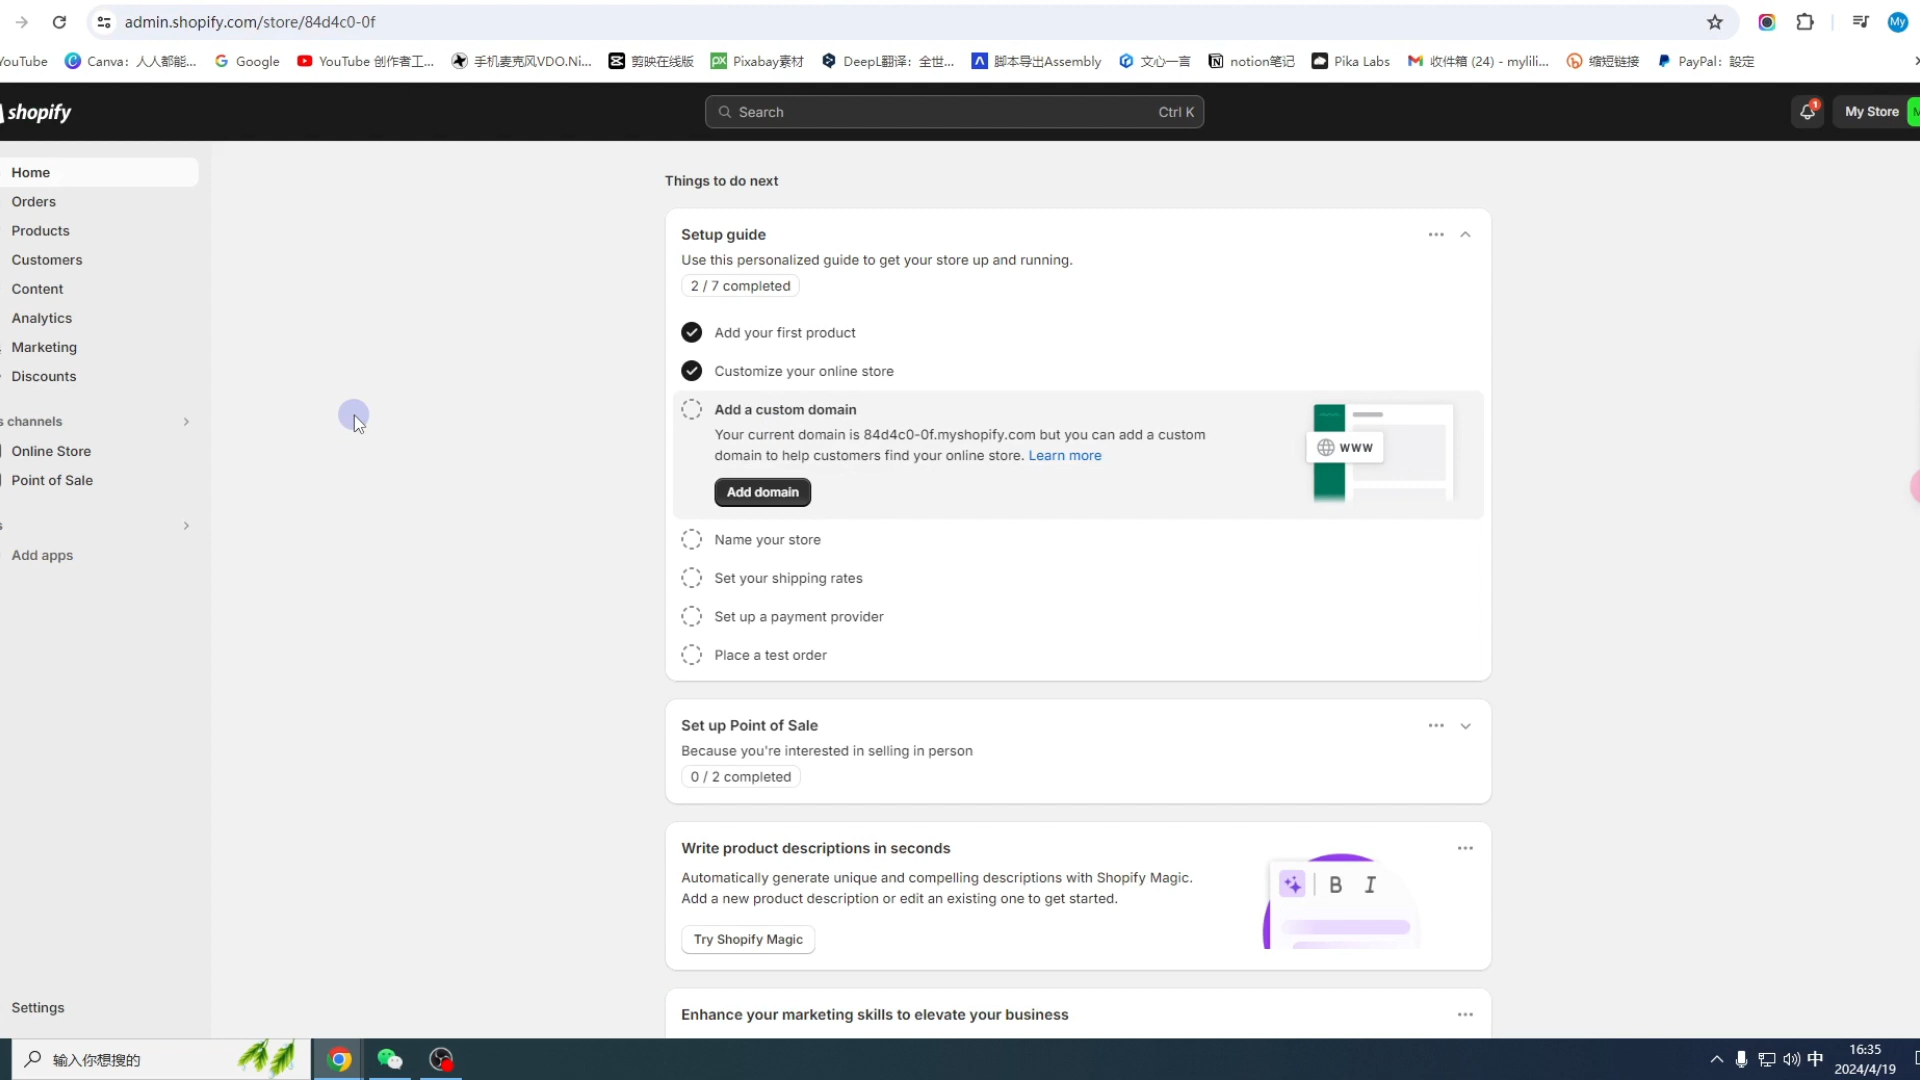 admin.shopify.com/store/84d4c0-0f
YouTube
Canva：人人都能...
Google
YouTube 创作者工...
手机麦克风VDO.Ni...
剪映在线版
Pixabay素材
DeepL翻译：全世...
脚本导出Assembly
文心一言
notion笔记
Pika Labs
收件箱 (24) - mylili...
缩短链接
PayPal：設定
My
shopify
Search
Ctrl K
1
My Store
Home
Orders
Products
Customers
Content
Analytics
Marketing
Discounts
s channels
Online Store
Point of Sale
s
Add apps
Settings
Things to do next
Setup guide
Use this personalized guide to get your store up and running.
2 / 7 completed
Add your first product
Customize your online store
Add a custom domain
Your current domain is 84d4c0-0f.myshopify.com but you can add a custom
domain to help customers find your online store. Learn more
www
Add domain
Name your store
Set your shipping rates
Set up a payment provider
Place a test order
Set up Point of Sale
Because you're interested in selling in person
0 / 2 completed
Write product descriptions in seconds
Automatically generate unique and compelling descriptions with Shopify Magic.
Add a new product description or edit an existing one to get started.
B I
Try Shopify Magic
Enhance your marketing skills to elevate your business
输入你想搜的
中
16:35
2024/4/19